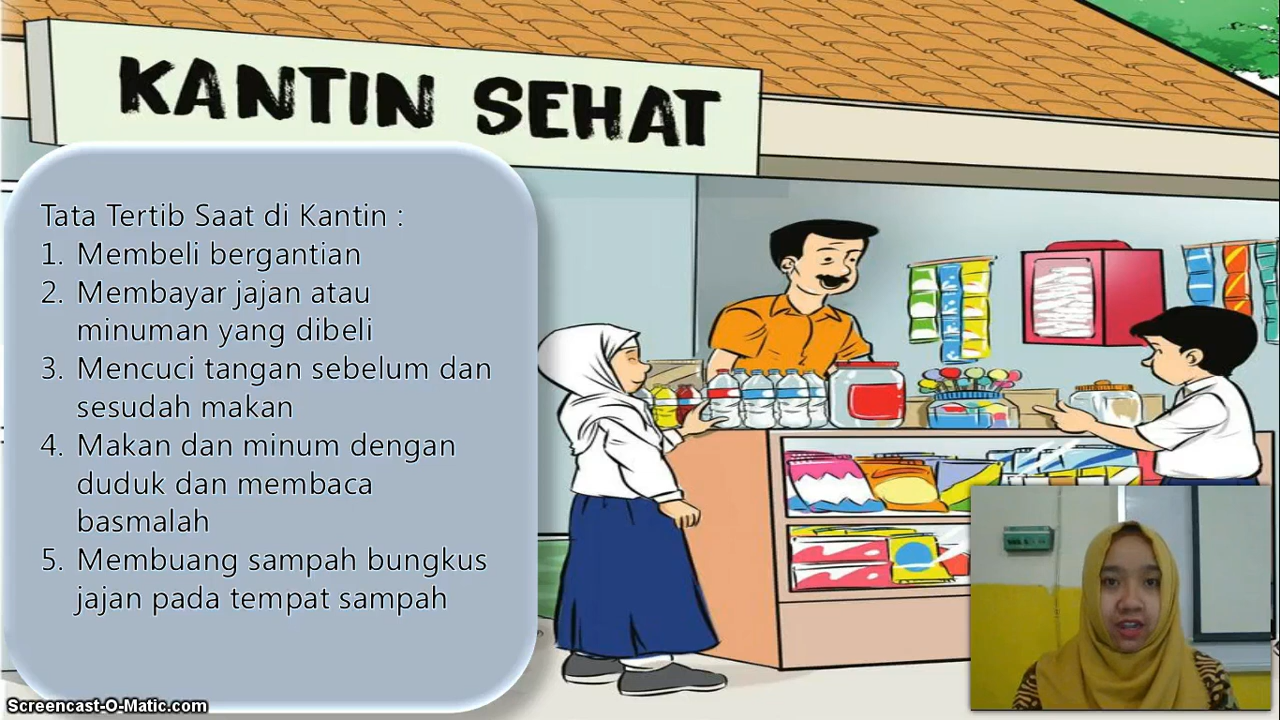 KANTIN SEHAT
Tata Tertib Saat di Kantin :
1. Membeli bergantian
2. Membayar jajan atau
minuman yang dibeli
3. Mencuci tangan sebelum dan
sesudah makan
4. Makan dan minum dengan
duduk dan membaca
basmalah
5. Membuang sampah bungkus
jajan pada tempat sampah
Screencast-O-Matic.com